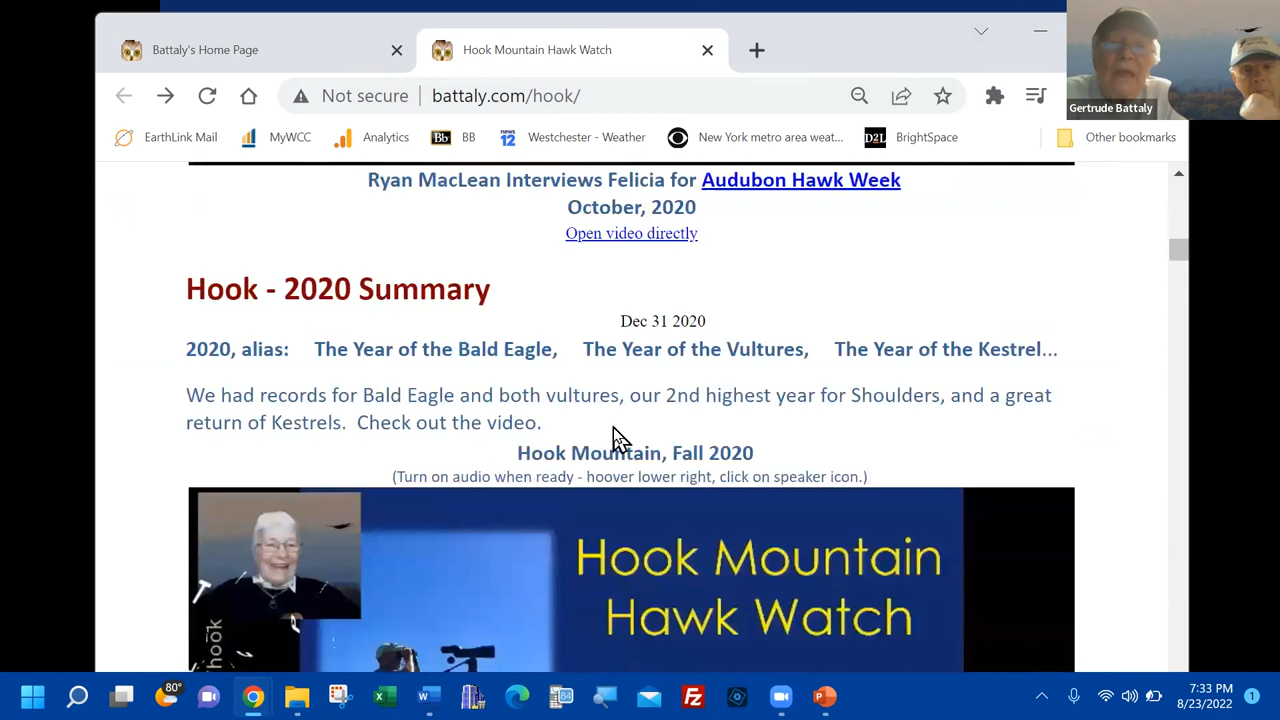 Battaly's Home Page
Hook Mountain Hawk Watch
Not secure
battaly.com/hook/
Gertrude Battaly
EarthLink Mail
MyWCC
Analytics
Bb BB
news 12 Westchester - Weather
New York metro area weat...
D2L BrightSpace
Other bookmarks
Ryan MacLean Interviews Felicia for Audubon Hawk Week
October, 2020
Open video directly
Hook - 2020 Summary
Dec 31 2020
2020, alias: The Year of the Bald Eagle, The Year of the Vultures, The Year of the Kestrel...
We had records for Bald Eagle and both vultures, our 2nd highest year for Shoulders, and a great
return of Kestrels. Check out the video.
Hook Mountain, Fall 2020
(Turn on audio when ready - hoover lower right, click on speaker icon.)
Hook Mountain
Hawk Watch
hook
80°
84
7:33 PM
8/23/2022
1